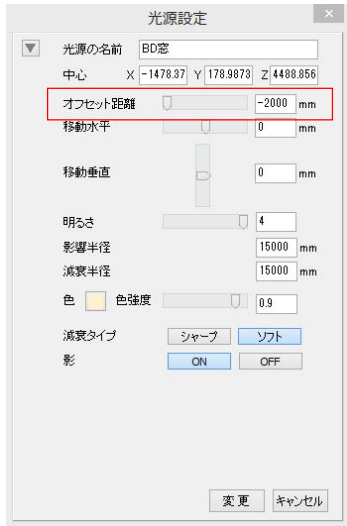 光源設定 ×
光源の名前 BD窓
中心 X -1478.37 Y 178.9873 Z 4488.856
オフセット距離 -2000 mm
移動水平 0 mm
移動垂直 0 mm
明るさ 4
影響半径 15000 mm
減衰半径 15000 mm
色 色強度 0.9
減衰タイプ シャープ ソフト
影 ON OFF
変更 キャンセル